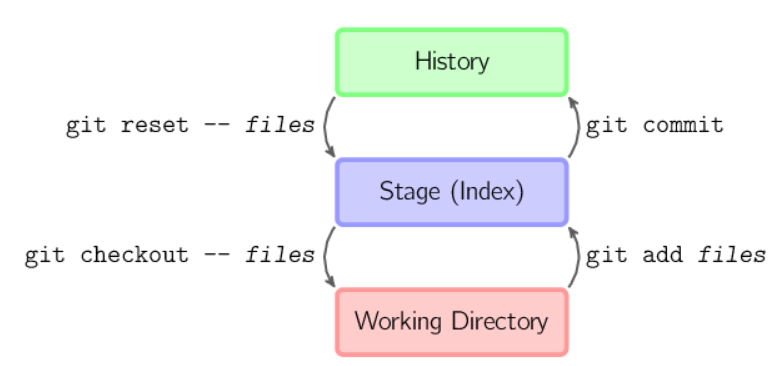 History
git reset -- files
git commit
Stage (Index)
git checkout -- files
git add files
Working Directory